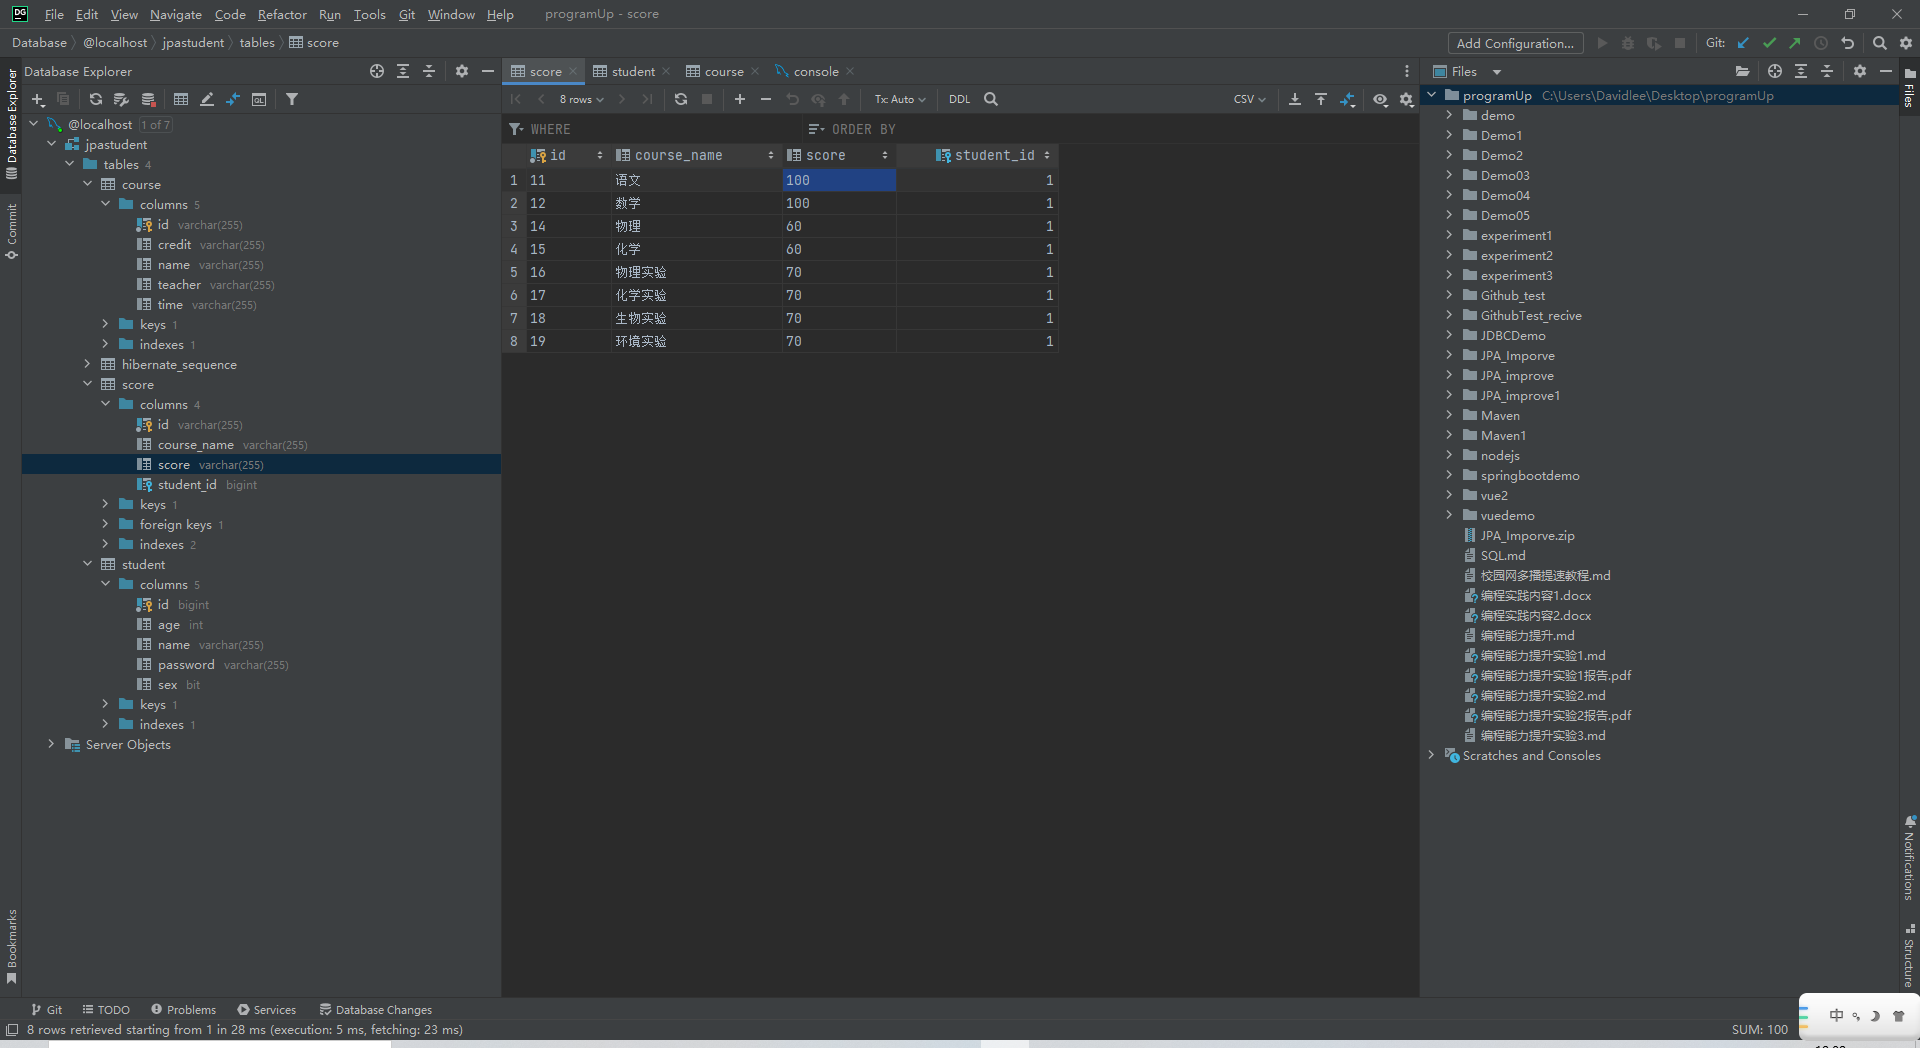 DG File Edit View Navigate Code Refactor Run Tools Git Window Help programUp - score
Database @localhost jpastudent tables score
Add Configuration... Git:
Database Explorer
Commit
Bookmarks
Database Explorer
@localhost 1 of 7
jpastudent
tables 4
course
columns 5
id varchar(255)
credit varchar(255)
name varchar(255)
teacher varchar(255)
time varchar(255)
keys 1
indexes 1
hibernate_sequence
score
columns 4
id varchar(255)
course_name varchar(255)
score varchar(255)
student_id bigint
keys 1
foreign keys 1
indexes 2
student
columns 5
id bigint
age int
name varchar(255)
password varchar(255)
sex bit
keys 1
indexes 1
Server Objects
score student course console
8 rows Tx: Auto DDL CSV
WHERE ORDER BY
id course_name score student_id
1 11 语文 100 1
2 12 数学 100 1
3 14 物理 60 1
4 15 化学 60 1
5 16 物理实验 70 1
6 17 化学实验 70 1
7 18 生物实验 70 1
8 19 环境实验 70 1
Files
programUp C:\Users\Davidlee\Desktop\programUp
demo
Demo1
Demo2
Demo03
Demo04
Demo05
experiment1
experiment2
experiment3
Github_test
GithubTest_recive
JDBCDemo
JPA_Imporve
JPA_improve
JPA_improve1
Maven
Maven1
nodejs
springbootdemo
vue2
vuedemo
JPA_Imporve.zip
SQL.md
校园网多播提速教程.md
编程实践内容1.docx
编程实践内容2.docx
编程能力提升.md
编程能力提升实验1.md
编程能力提升实验1报告.pdf
编程能力提升实验2.md
编程能力提升实验2报告.pdf
编程能力提升实验3.md
Scratches and Consoles
Files
Notifications
Structure
Git TODO Problems Services Database Changes
8 rows retrieved starting from 1 in 28 ms (execution: 5 ms, fetching: 23 ms)
SUM: 100
中